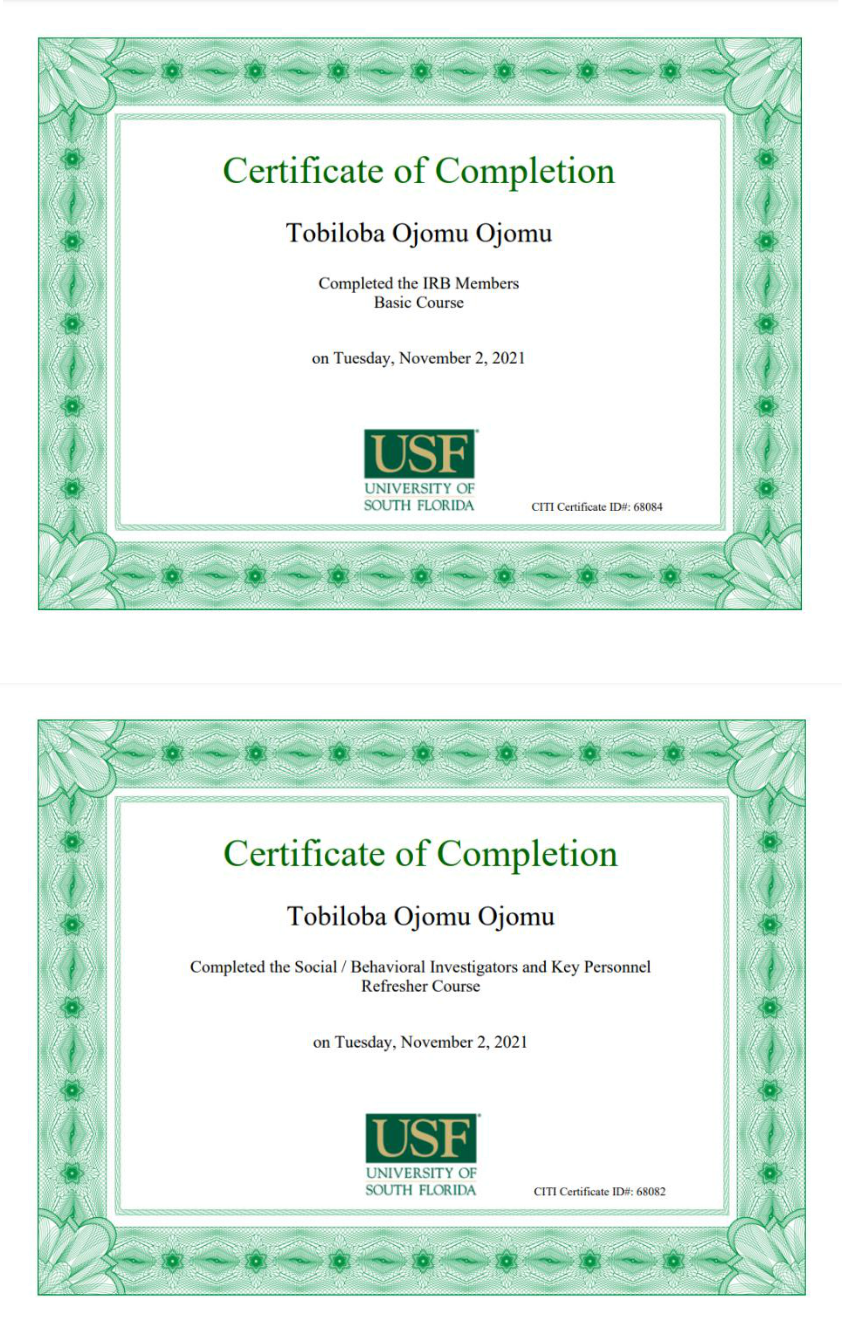 Certificate of Completion
Tobiloba Ojomu Ojomu
Completed the IRB Members
Basic Course
on Tuesday, November 2, 2021
USF
UNIVERSITY OF
SOUTH FLORIDA
CITI Certificate ID#: 68084
Certificate of Completion
Tobiloba Ojomu Ojomu
Completed the Social / Behavioral Investigators and Key Personnel
Refresher Course
on Tuesday, November 2, 2021
USF
UNIVERSITY OF
SOUTH FLORIDA
CITI Certificate ID#: 68082